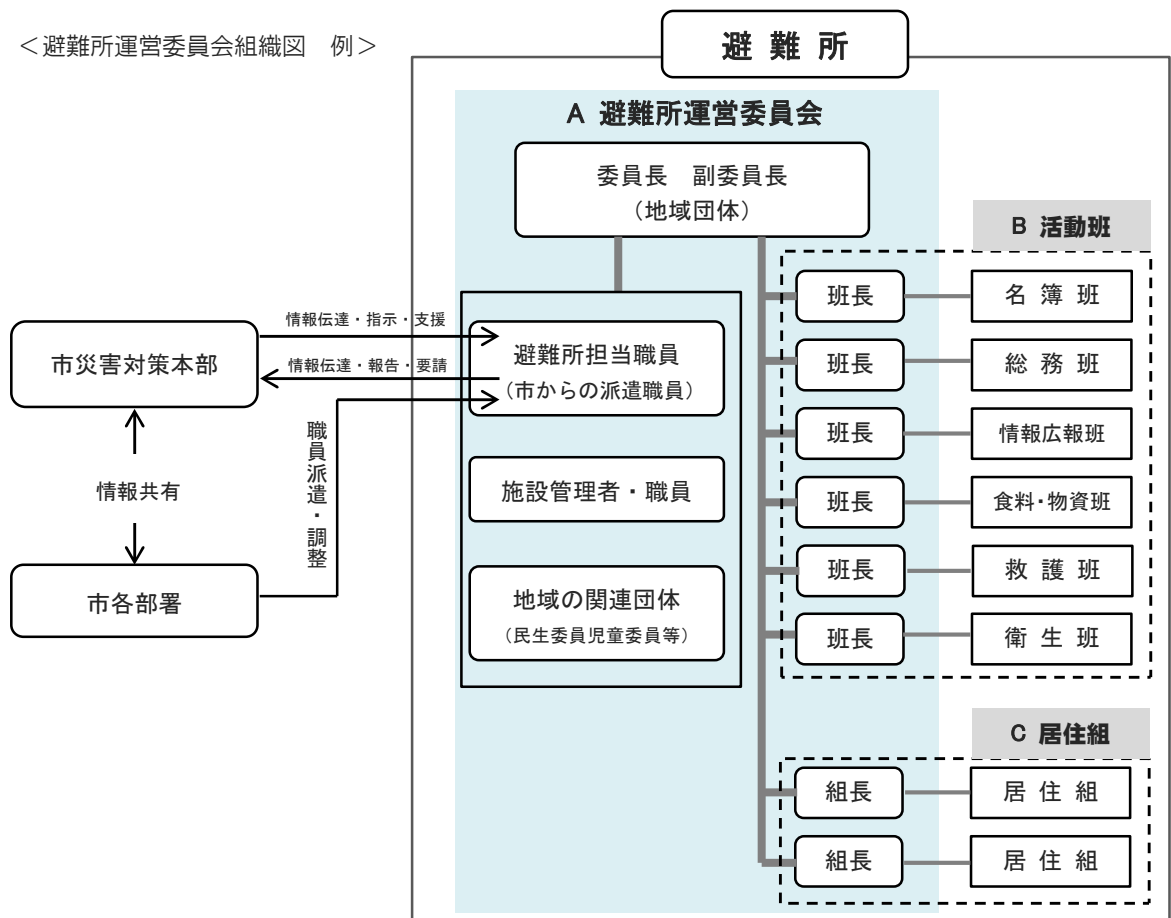 ＜避難所運営委員会組織図　例＞
避 難 所
A 避難所運営委員会
委員長　副委員長
（地域団体）
B 活動班
班長
名 簿 班
班長
総 務 班
班長
情報広報班
班長
食料・物資班
班長
救 護 班
班長
衛 生 班
市災害対策本部
情報伝達・指示・支援
情報伝達・報告・要請
避難所担当職員
（市からの派遣職員）
職員派遣・調整
情報共有
施設管理者・職員
市各部署
地域の関連団体
（民生委員児童委員等）
C 居住組
組長
居 住 組
組長
居 住 組